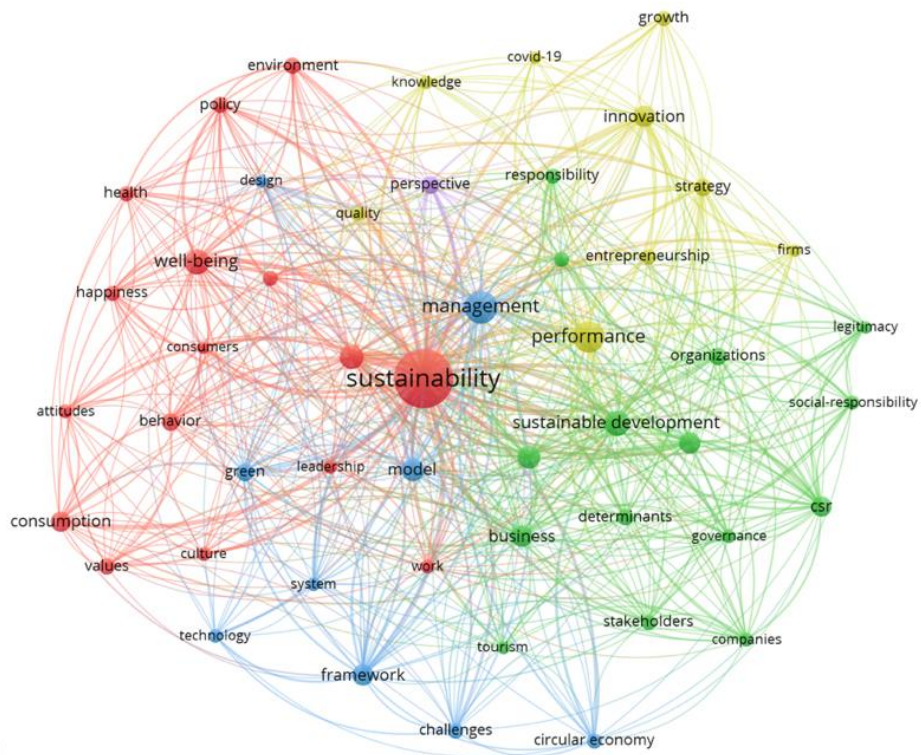 growth
covid-19
environment
knowledge
policy
innovation
design
perspective
responsibility
health
strategy
quality
well-being
entrepreneurship
firms
happiness
management
legitimacy
consumers
performance
organizations
sustainability
attitudes
social-responsibility
behavior
sustainable development
green
leadership
model
consumption
csr
determinants
business
governance
values
culture
work
system
technology
stakeholders
companies
tourism
framework
challenges
circular economy